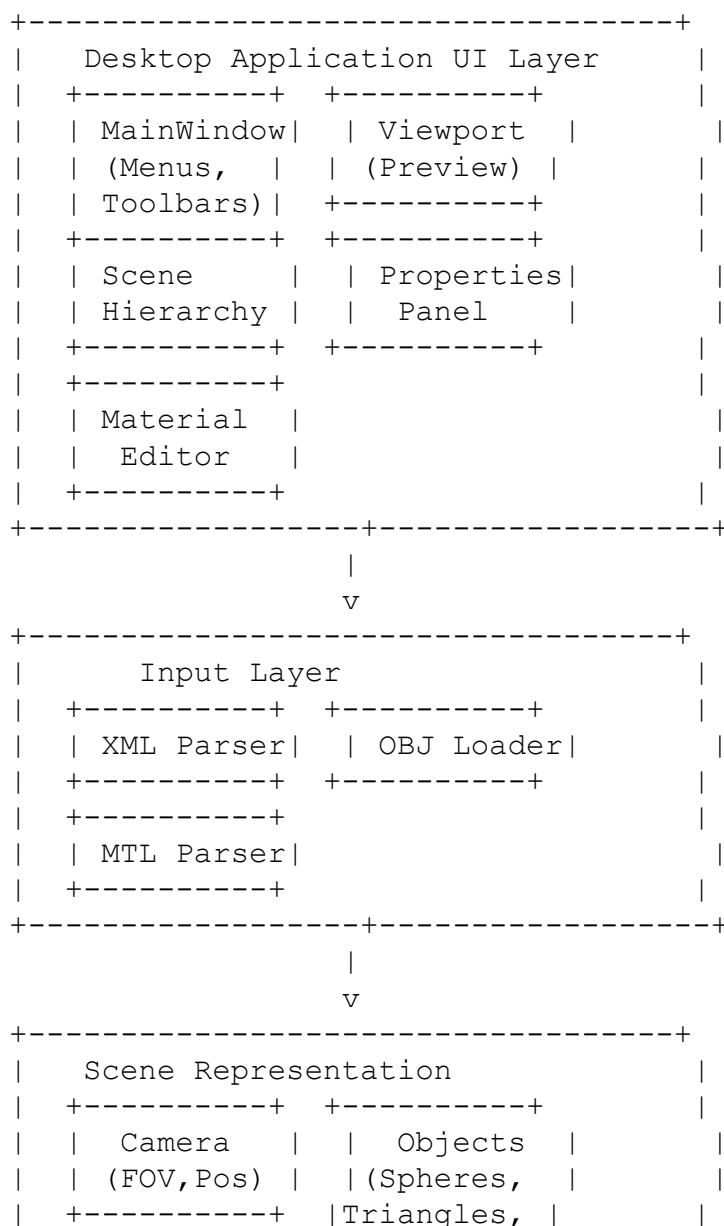 +-----------------------------------+
|   Desktop Application UI Layer     |
|  +----------+  +----------+        |
|  | MainWindow|  | Viewport  |       |
|  | (Menus,  |  | (Preview) |        |
|  | Toolbars)|  +----------+         |
|  +----------+  +----------+        |
|  | Scene     |  | Properties|       |
|  | Hierarchy |  |  Panel    |       |
|  +----------+  +----------+        |
|  +----------+                      |
|  | Material  |                      |
|  |  Editor   |                      |
|  +----------+                      |
+------------------+------------------+
                  |
                  v
+-----------------------------------+
|      Input Layer                   |
|  +----------+  +----------+        |
|  | XML Parser|  | OBJ Loader|       |
|  +----------+  +----------+        |
|  +----------+                      |
|  | MTL Parser|                      |
|  +----------+                      |
+------------------+------------------+
                  |
                  v
+-----------------------------------+
|   Scene Representation             |
|  +----------+  +----------+        |
|  |  Camera   |  |  Objects  |       |
|  | (FOV,Pos) |  |(Spheres,  |       |
|  +----------+  |Triangles, |        |